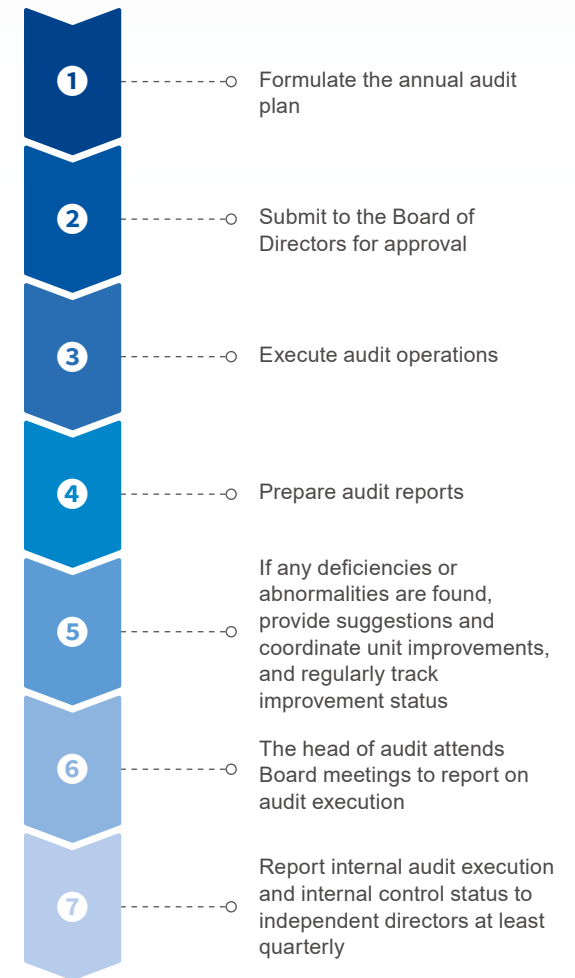 1
Formulate the annual audit
plan
2
Submit to the Board of
Directors for approval
3
Execute audit operations
4
Prepare audit reports
5
If any deficiencies or
abnormalities are found,
provide suggestions and
coordinate unit improvements,
and regularly track
improvement status
6
The head of audit attends
Board meetings to report on
audit execution
7
Report internal audit execution
and internal control status to
independent directors at least
quarterly